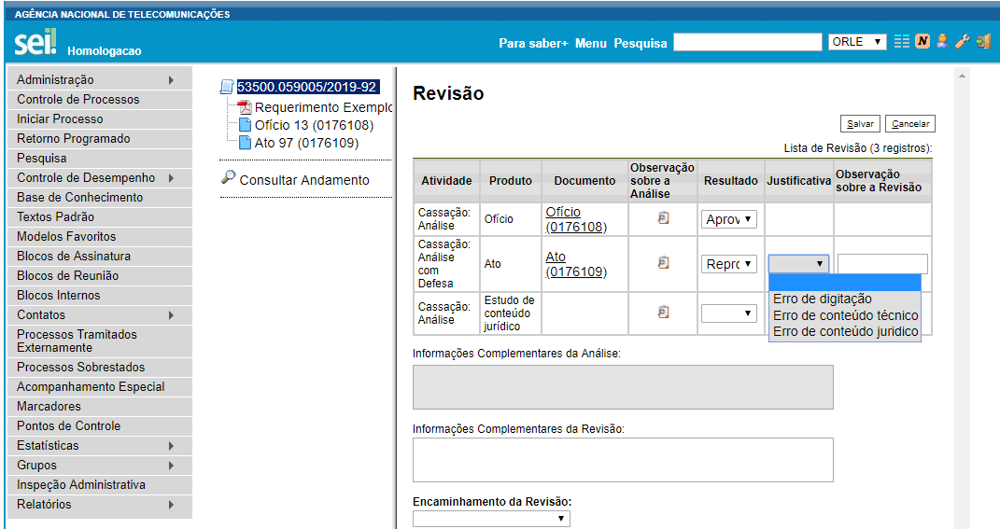 AGÊNCIA NACIONAL DE TELECOMUNICAÇÕES
sei! Homologacao
Para saber+ Menu Pesquisa ORLE
N
Administração
Controle de Processos
Iniciar Processo
Retorno Programado
Pesquisa
Controle de Desempenho
Base de Conhecimento
Textos Padrão
Modelos Favoritos
Blocos de Assinatura
Blocos de Reunião
Blocos Internos
Contatos
Processos Tramitados
Externamente
Processos Sobrestados
Acompanhamento Especial
Marcadores
Pontos de Controle
Estatísticas
Grupos
Inspeção Administrativa
Relatórios
53500.059005/2019-92
Requerimento Exemplo
Ofício 13 (0176108)
Ato 97 (0176109)
Consultar Andamento
Revisão
Salvar Cancelar
Lista de Revisão (3 registros):
Atividade
Produto
Documento
Observação
sobre a
Análise
Resultado
Justificativa
Observação
sobre a Revisão
Cassação:
Análise
Ofício
Ofício
(0176108)
Aprov
Cassação:
Análise
com
Defesa
Ato
Ato
(0176109)
Repro
Erro de digitação
Erro de conteúdo técnico
Erro de conteúdo juridico
Cassação:
Análise
Estudo de
conteúdo
jurídico
Informações Complementares da Análise:
Informações Complementares da Revisão:
Encaminhamento da Revisão: